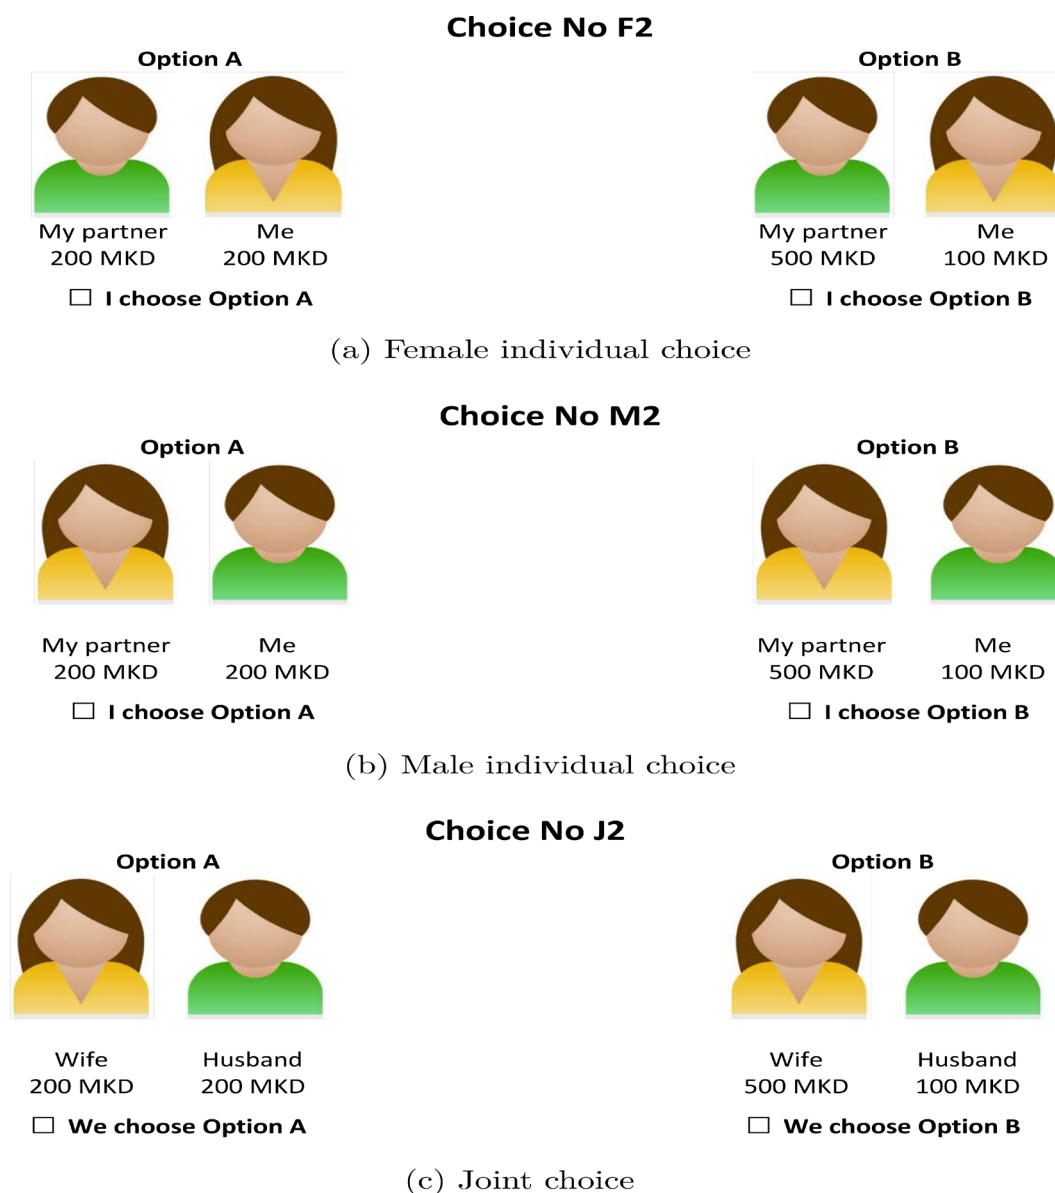 Choice No F2
Option A Option B
My partner Me My partner Me
200 MKD 200 MKD 500 MKD 100 MKD
☐ I choose Option A ☐ I choose Option B
(a) Female individual choice
Choice No M2
Option A Option B
My partner Me My partner Me
200 MKD 200 MKD 500 MKD 100 MKD
☐ I choose Option A ☐ I choose Option B
(b) Male individual choice
Choice No J2
Option A Option B
Wife Husband Wife Husband
200 MKD 200 MKD 500 MKD 100 MKD
☐ We choose Option A ☐ We choose Option B
(c) Joint choice